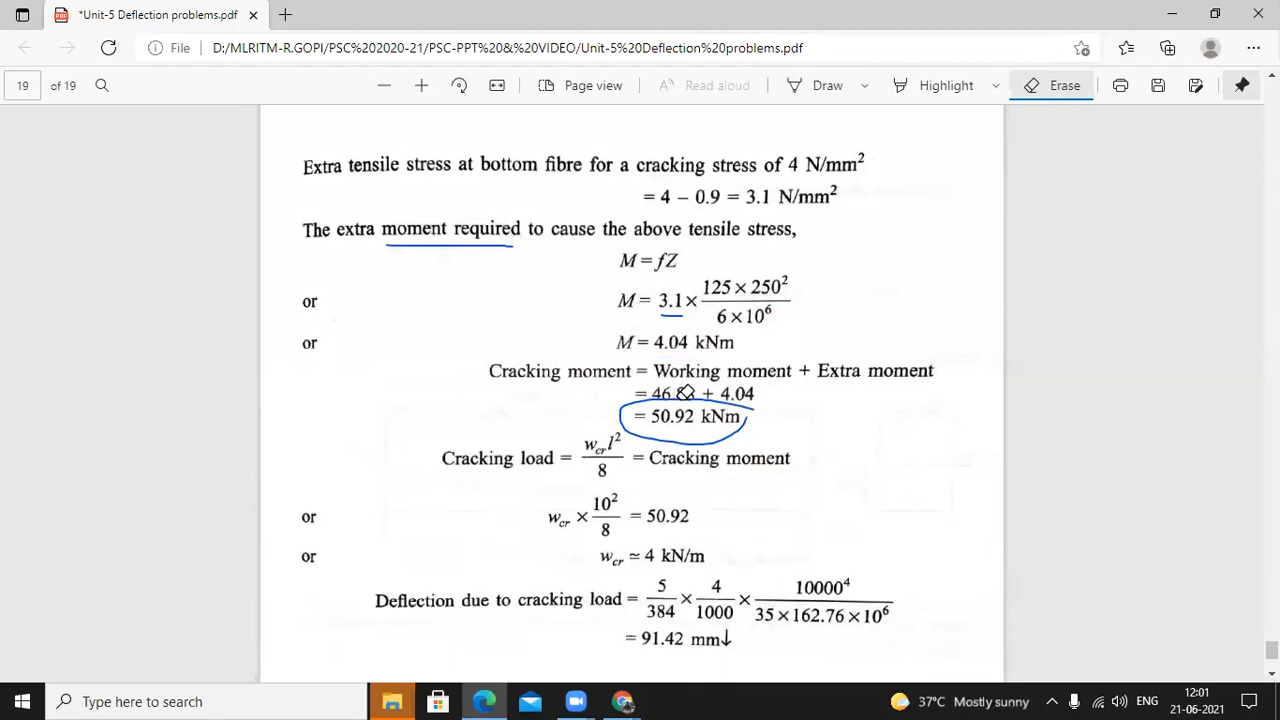 *Unit-5 Deflection problems.pdf
File D:/MLRITM-R.GOPI/PSC%202020-21/PSC-PPT%20&%20VIDEO/Unit-5%20Deflection%20problems.pdf
19 of 19 Page view Read aloud Draw Highlight Erase
Extra tensile stress at bottom fibre for a cracking stress of 4 N/mm²
= 4 − 0.9 = 3.1 N/mm²
The extra moment required to cause the above tensile stress,
M = fZ
or M = 3.1 × (125 × 250²)/(6 × 10⁶)
or M = 4.04 kNm
Cracking moment = Working moment + Extra moment
+ 4.04
= 50.92 kNm
Cracking load = (w_cr l²)/8 = Cracking moment
or w_cr × 10²/8 = 50.92
or w_cr ≃ 4 kN/m
Deflection due to cracking load = 5/384 × 4/1000 × 10000⁴/(35 × 162.76 × 10⁶)
= 91.42 mm↓
Type here to search
37°C Mostly sunny ENG 12:01
21-06-2021